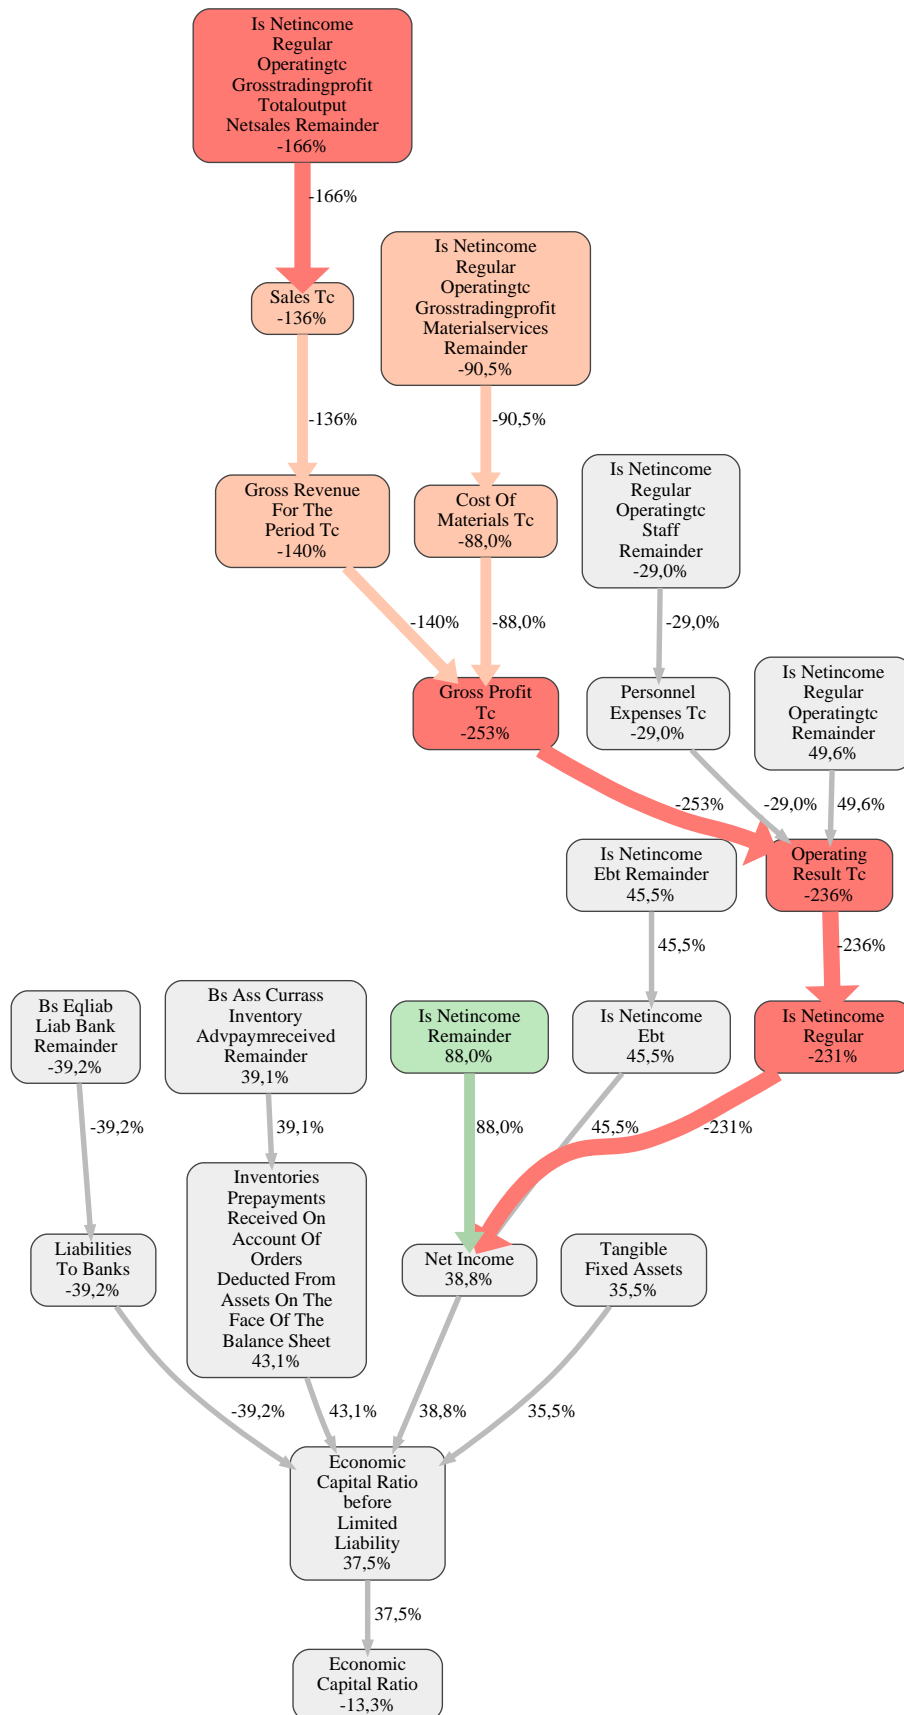 Is Netincome
Regular
Operatingtc
Grosstradingprofit
Totaloutput
Netsales Remainder
-166%
-166%
Sales Tc
-136%
Is Netincome
Regular
Operatingtc
Grosstradingprofit
Materialservices
Remainder
-90,5%
-136%
-90,5%
Gross Revenue
For The
Period Tc
-140%
Cost Of
Materials Tc
-88,0%
Is Netincome
Regular
Operatingtc
Staff
Remainder
-29,0%
-140%
-88,0%
-29,0%
Gross Profit
Tc
-253%
Personnel
Expenses Tc
-29,0%
Is Netincome
Regular
Operatingtc
Remainder
49,6%
-253%
-29,0%
49,6%
Is Netincome
Ebt Remainder
45,5%
Operating
Result Tc
-236%
45,5%
-236%
Bs Eqliab
Liab Bank
Remainder
-39,2%
Bs Ass Currass
Inventory
Advpaymreceived
Remainder
39,1%
Is Netincome
Remainder
88,0%
Is Netincome
Ebt
45,5%
Is Netincome
Regular
-231%
-39,2%
39,1%
88,0%
45,5%
-231%
Liabilities
To Banks
-39,2%
Inventories
Prepayments
Received On
Account Of
Orders
Deducted From
Assets On The
Face Of The
Balance Sheet
43,1%
Net Income
38,8%
Tangible
Fixed Assets
35,5%
-39,2%
43,1%
38,8%
35,5%
Economic
Capital Ratio
before
Limited
Liability
37,5%
37,5%
Economic
Capital Ratio
-13,3%